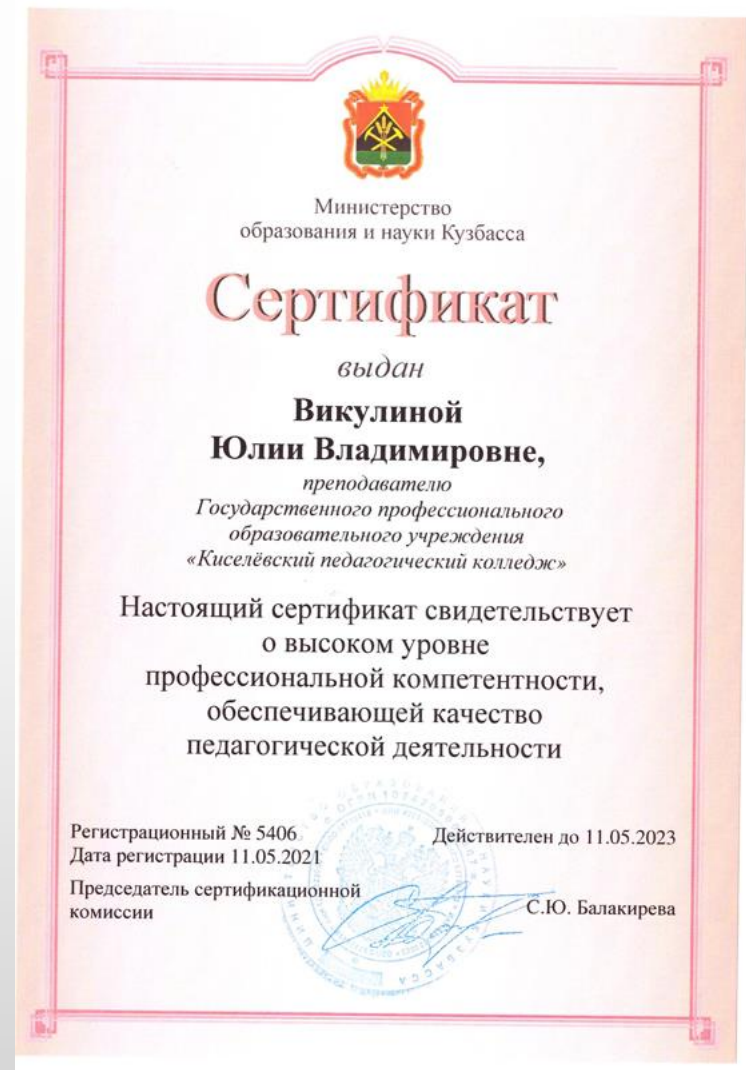 Министерство
образования и науки Кузбасса
Сертификат
выдан
Викулиной
Юлии Владимировне,
преподавателю
Государственного профессионального
образовательного учреждения
«Киселёвский педагогический колледж»
Настоящий сертификат свидетельствует
о высоком уровне
профессиональной компетентности,
обеспечивающей качество
педагогической деятельности
Регистрационный № 5406
Действителен до 11.05.2023
Дата регистрации 11.05.2021
Председатель сертификационной
комиссии
С.Ю. Балакирева